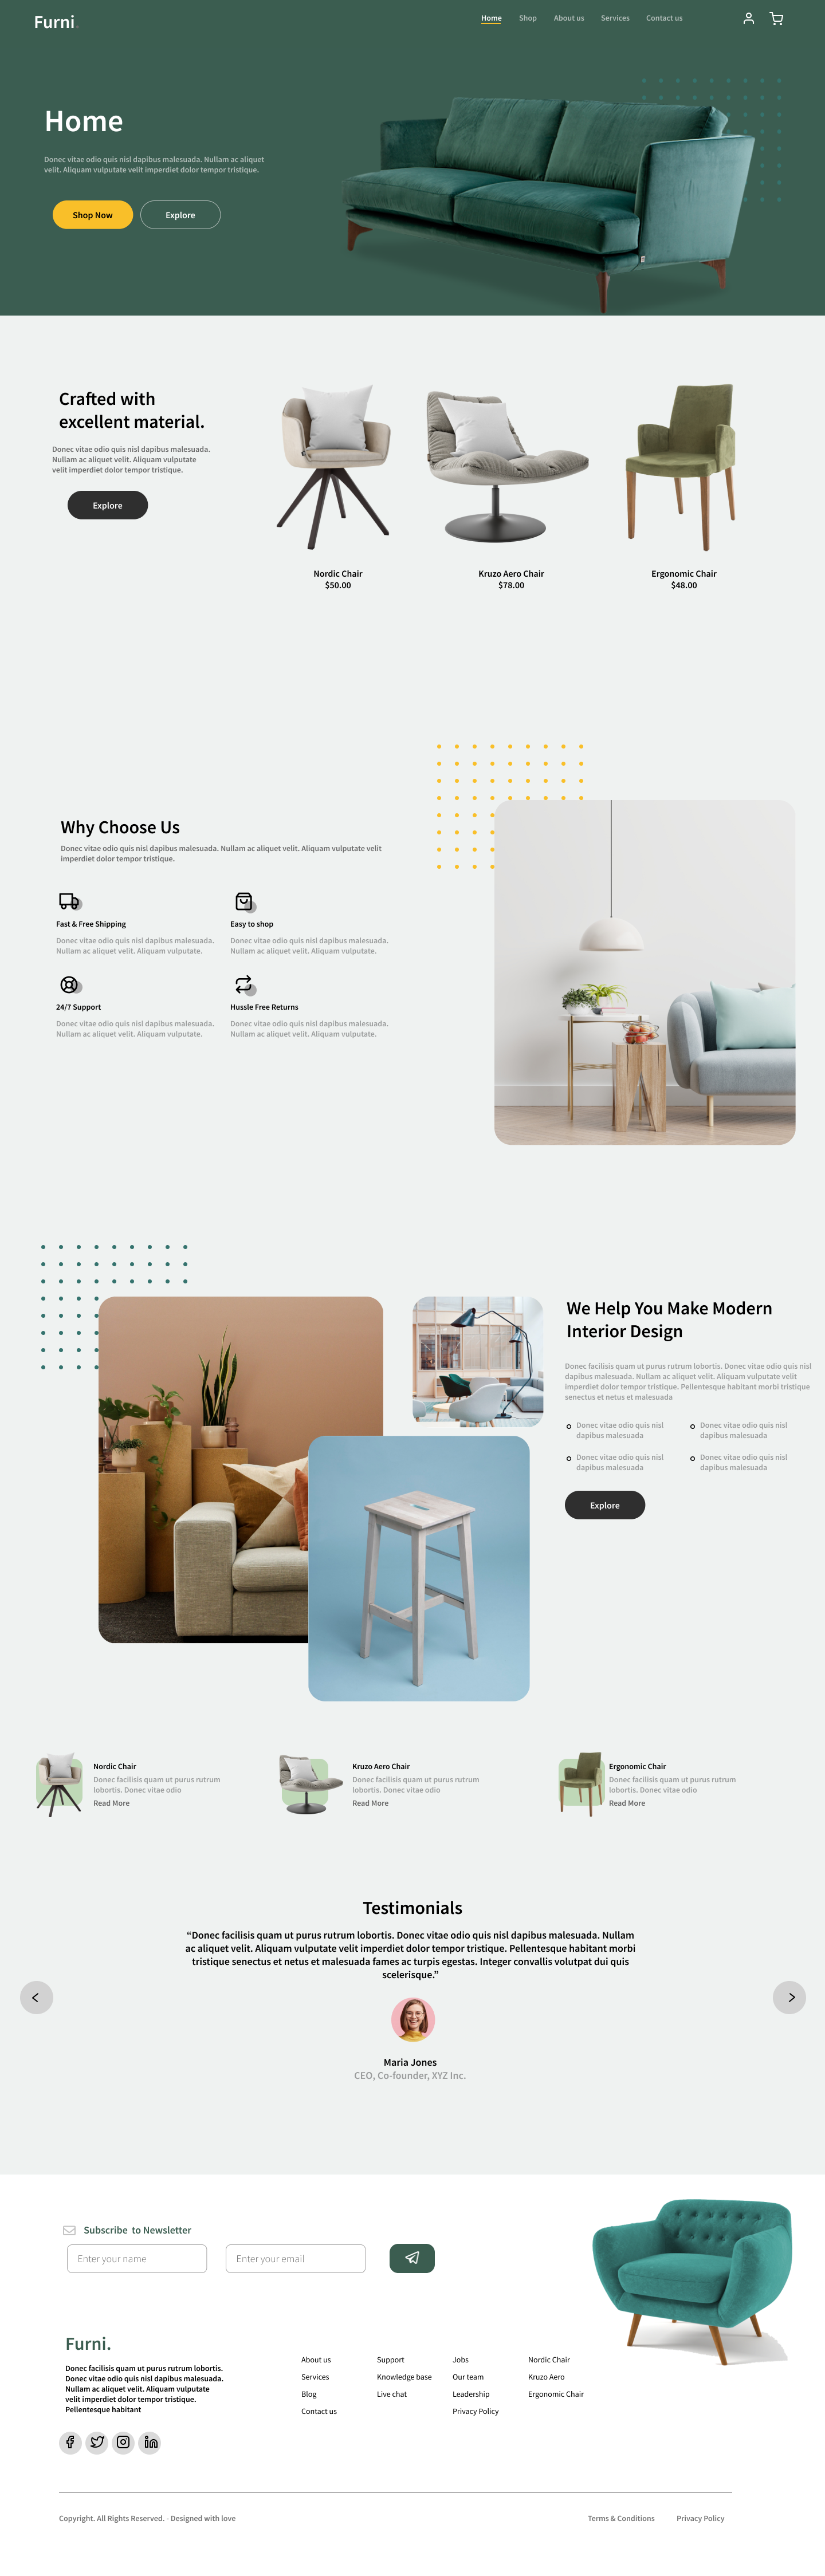 Furni.
Home
Shop
About us
Services
Contact us
Home
Donec vitae odio quis nisl dapibus malesuada. Nullam ac aliquet
velit. Aliquam vulputate velit imperdiet dolor tempor tristique.
Shop Now
Explore
Crafted with
excellent material.
Donec vitae odio quis nisl dapibus malesuada.
Nullam ac aliquet velit. Aliquam vulputate
velit imperdiet dolor tempor tristique.
Explore
Nordic Chair
$50.00
Kruzo Aero Chair
$78.00
Ergonomic Chair
$48.00
Why Choose Us
Donec vitae odio quis nisl dapibus malesuada. Nullam ac aliquet velit. Aliquam vulputate velit
imperdiet dolor tempor tristique.
Fast & Free Shipping
Donec vitae odio quis nisl dapibus malesuada.
Nullam ac aliquet velit. Aliquam vulputate.
Easy to shop
Donec vitae odio quis nisl dapibus malesuada.
Nullam ac aliquet velit. Aliquam vulputate.
24/7 Support
Donec vitae odio quis nisl dapibus malesuada.
Nullam ac aliquet velit. Aliquam vulputate.
Hussle Free Returns
Donec vitae odio quis nisl dapibus malesuada.
Nullam ac aliquet velit. Aliquam vulputate.
We Help You Make Modern
Interior Design
Donec facilisis quam ut purus rutrum lobortis. Donec vitae odio quis nisl
dapibus malesuada. Nullam ac aliquet velit. Aliquam vulputate velit
imperdiet dolor tempor tristique. Pellentesque habitant morbi tristique
senectus et netus et malesuada
Donec vitae odio quis nisl
dapibus malesuada
Donec vitae odio quis nisl
dapibus malesuada
Donec vitae odio quis nisl
dapibus malesuada
Donec vitae odio quis nisl
dapibus malesuada
Explore
Nordic Chair
Donec facilisis quam ut purus rutrum
lobortis. Donec vitae odio
Read More
Kruzo Aero Chair
Donec facilisis quam ut purus rutrum
lobortis. Donec vitae odio
Read More
Ergonomic Chair
Donec facilisis quam ut purus rutrum
lobortis. Donec vitae odio
Read More
Testimonials
“Donec facilisis quam ut purus rutrum lobortis. Donec vitae odio quis nisl dapibus malesuada. Nullam
ac aliquet velit. Aliquam vulputate velit imperdiet dolor tempor tristique. Pellentesque habitant morbi
tristique senectus et netus et malesuada fames ac turpis egestas. Integer convallis volutpat dui quis
scelerisque.”
Maria Jones
CEO, Co-founder, XYZ Inc.
Subscribe to Newsletter
Enter your name
Enter your email
Furni.
Donec facilisis quam ut purus rutrum lobortis.
Donec vitae odio quis nisl dapibus malesuada.
Nullam ac aliquet velit. Aliquam vulputate
velit imperdiet dolor tempor tristique.
Pellentesque habitant
About us
Services
Blog
Contact us
Support
Knowledge base
Live chat
Jobs
Our team
Leadership
Privacy Policy
Nordic Chair
Kruzo Aero
Ergonomic Chair
Copyright. All Rights Reserved. - Designed with love
Terms & Conditions
Privacy Policy